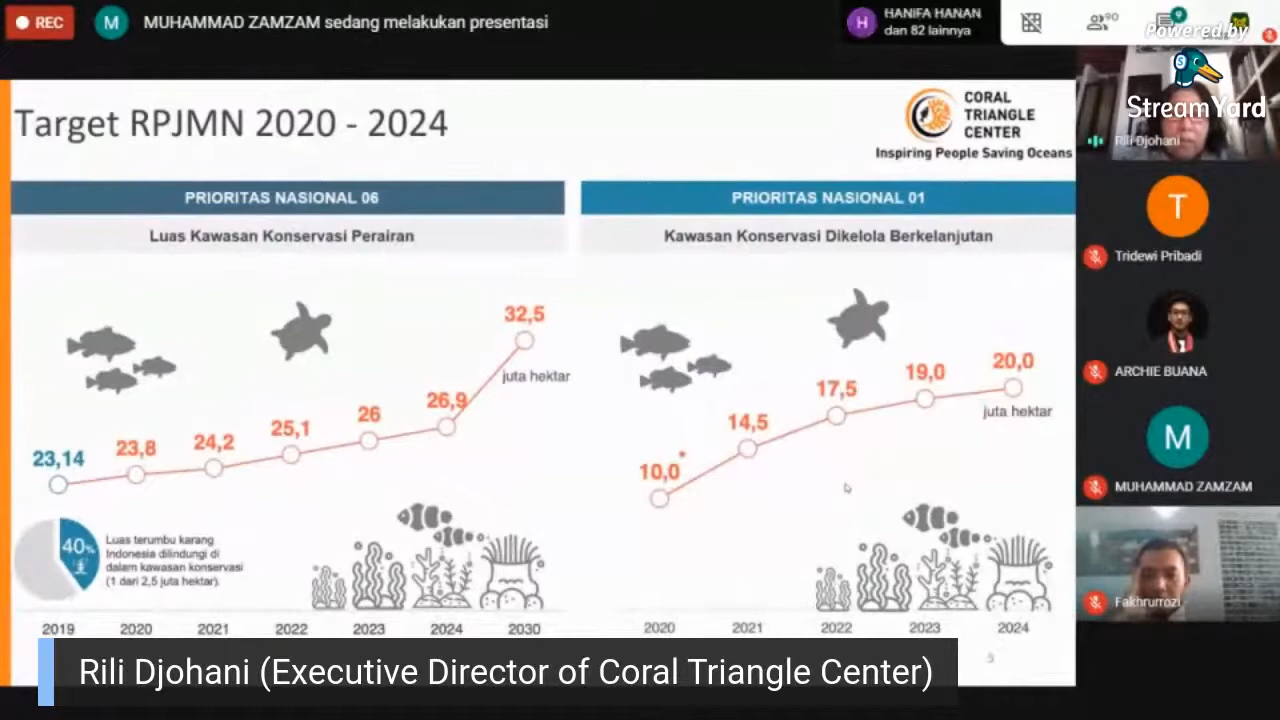 REC
M
MUHAMMAD ZAMZAM sedang melakukan presentasi
H
HANIFA HANAN
dan 82 lainnya
90
9
Powered by
StreamYard
Target RPJMN 2020 - 2024
CORAL
TRIANGLE
CENTER
Inspiring People Saving Oceans
Rili Djohani
PRIORITAS NASIONAL 06
Luas Kawasan Konservasi Perairan
23,14
23,8
24,2
25,1
26
26,9
32,5
juta hektar
40%
Luas terumbu karang
Indonesia dilindungi di
dalam kawasan konservasi
(1 dari 2,5 juta hektar).
2019 2020 2021 2022 2023 2024 2030
PRIORITAS NASIONAL 01
Kawasan Konservasi Dikelola Berkelanjutan
10,0*
14,5
17,5
19,0
20,0
juta hektar
2020 2021 2022 2023 2024
T
Tridewi Pribadi
ARCHIE BUANA
M
MUHAMMAD ZAMZAM
Fakhrurrozi
Rili Djohani (Executive Director of Coral Triangle Center)